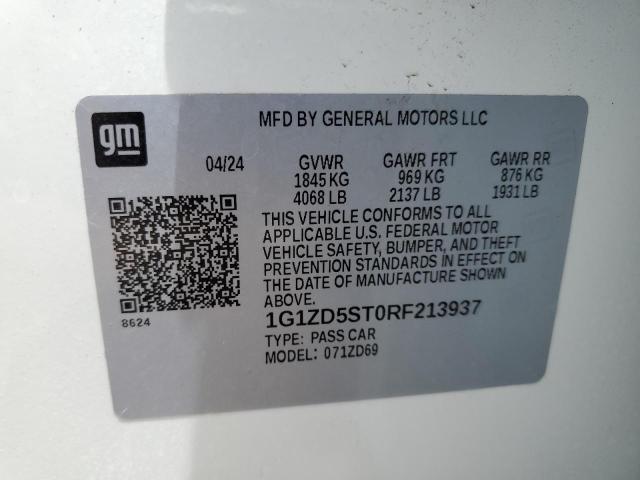 gm
MFD BY GENERAL MOTORS LLC
04/24 GVWR GAWR FRT GAWR RR
1845 KG 969 KG 876 KG
4068 LB 2137 LB 1931 LB
THIS VEHICLE CONFORMS TO ALL
APPLICABLE U.S. FEDERAL MOTOR
VEHICLE SAFETY, BUMPER, AND THEFT
PREVENTION STANDARDS IN EFFECT ON
THE DATE OF MANUFACTURE SHOWN
ABOVE.
8624
1G1ZD5ST0RF213937
TYPE: PASS CAR
MODEL: 071ZD69